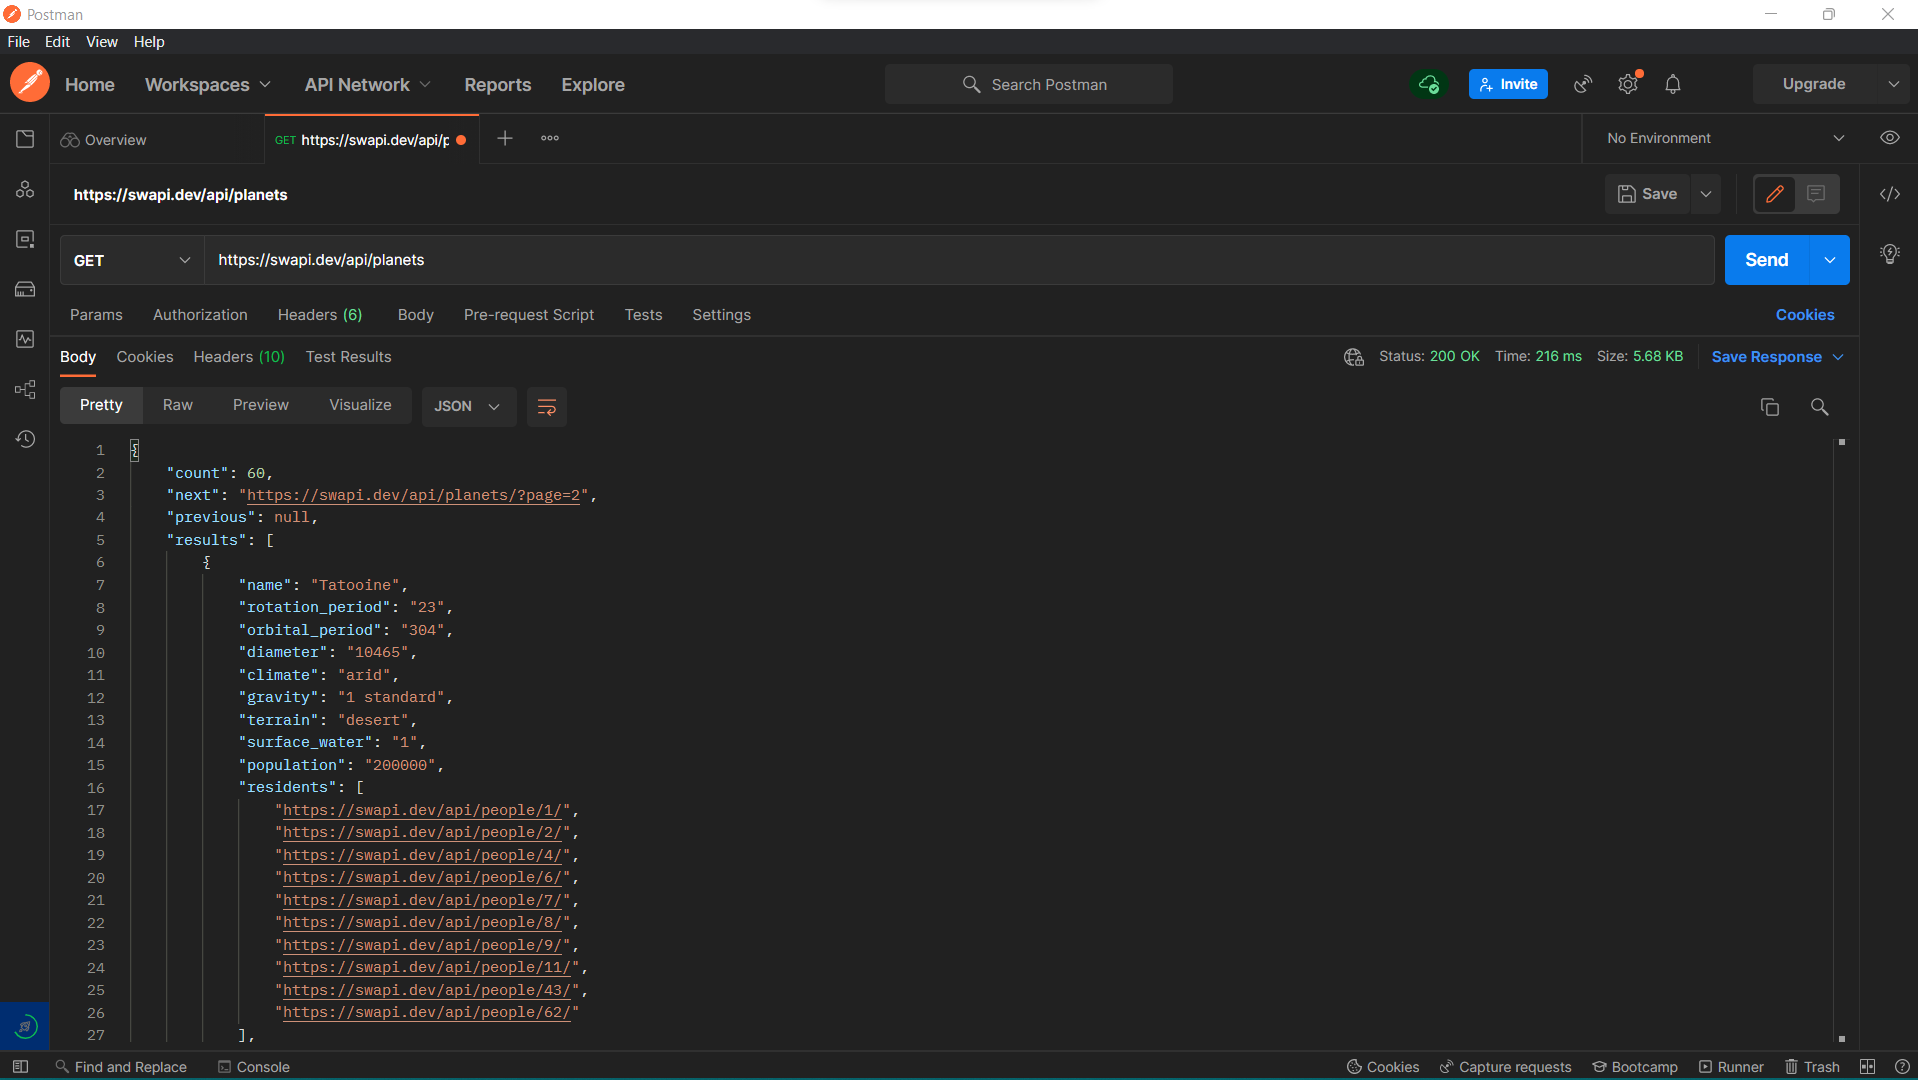 Postman
File Edit View Help
Home Workspaces API Network Reports Explore Search Postman Invite Upgrade
Overview GET https://swapi.dev/api/p No Environment
https://swapi.dev/api/planets Save
GET https://swapi.dev/api/planets Send
Params Authorization Headers (6) Body Pre-request Script Tests Settings Cookies
Body Cookies Headers (10) Test Results Status: 200 OK Time: 216 ms Size: 5.68 KB Save Response
Pretty Raw Preview Visualize JSON
1 {
2 "count": 60,
3 "next": "https://swapi.dev/api/planets/?page=2",
4 "previous": null,
5 "results": [
6 {
7 "name": "Tatooine",
8 "rotation_period": "23",
9 "orbital_period": "304",
10 "diameter": "10465",
11 "climate": "arid",
12 "gravity": "1 standard",
13 "terrain": "desert",
14 "surface_water": "1",
15 "population": "200000",
16 "residents": [
17 "https://swapi.dev/api/people/1/",
18 "https://swapi.dev/api/people/2/",
19 "https://swapi.dev/api/people/4/",
20 "https://swapi.dev/api/people/6/",
21 "https://swapi.dev/api/people/7/",
22 "https://swapi.dev/api/people/8/",
23 "https://swapi.dev/api/people/9/",
24 "https://swapi.dev/api/people/11/",
25 "https://swapi.dev/api/people/43/",
26 "https://swapi.dev/api/people/62/"
27 ],
Find and Replace Console Cookies Capture requests Bootcamp Runner Trash